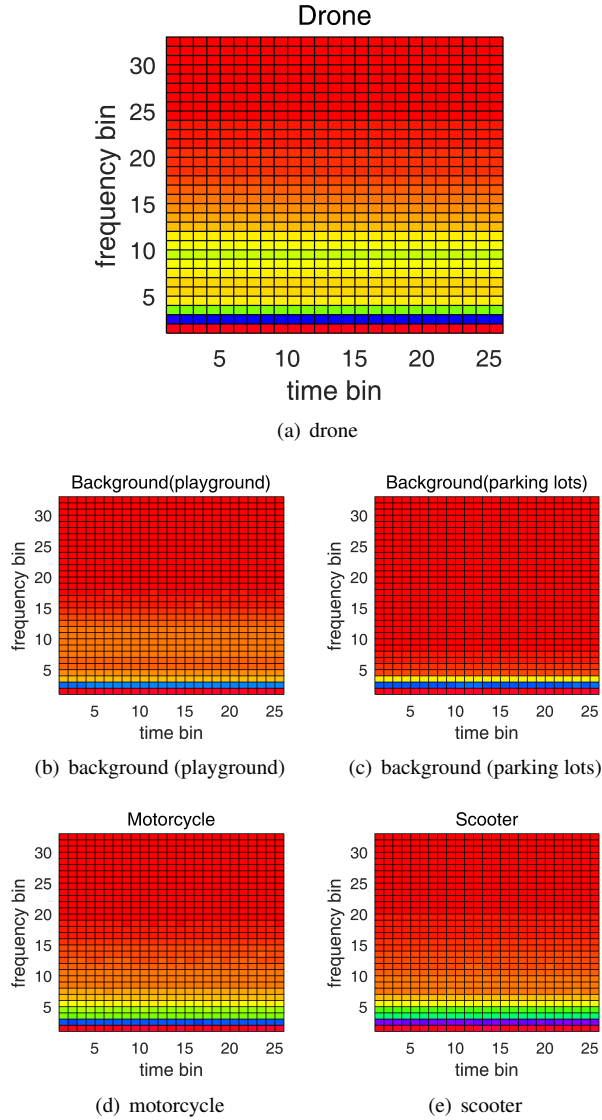 Drone
frequency bin
30
25
20
15
10
5
5 10 15 20 25
time bin
(a) drone
Background(playground)
frequency bin
30
25
20
15
10
5
5 10 15 20 25
time bin
(b) background (playground)
Background(parking lots)
frequency bin
30
25
20
15
10
5
5 10 15 20 25
time bin
(c) background (parking lots)
Motorcycle
frequency bin
30
25
20
15
10
5
5 10 15 20 25
time bin
(d) motorcycle
Scooter
frequency bin
30
25
20
15
10
5
5 10 15 20 25
time bin
(e) scooter